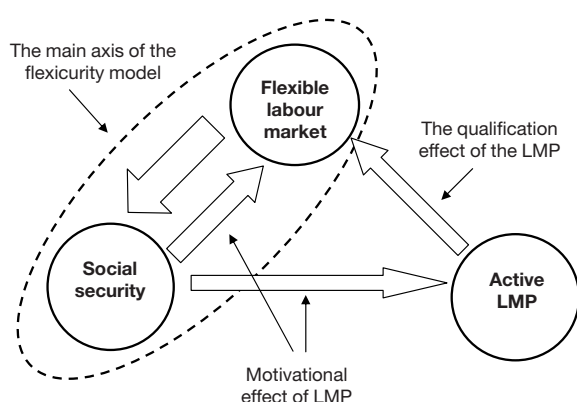 The main axis of the
flexicurity model
Flexible
labour
market
The qualification
effect of the LMP
Social
security
Active
LMP
Motivational
effect of LMP